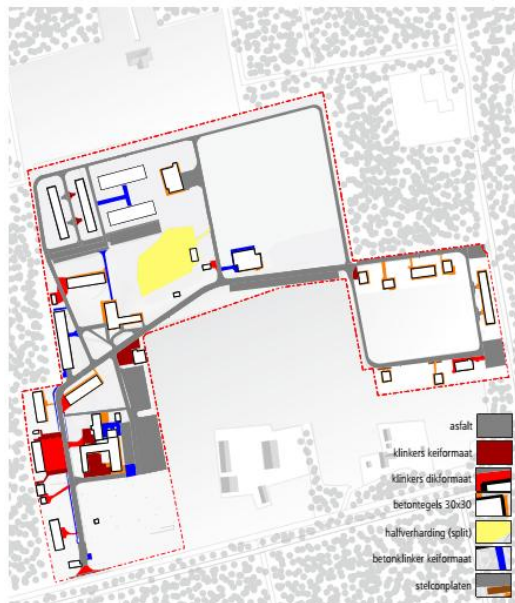 asfalt
klinkers keiformaat
klinkers dikformaat
betontegels 30x30
halfverharding (split)
betonklinker keiformaat
stelconplaten